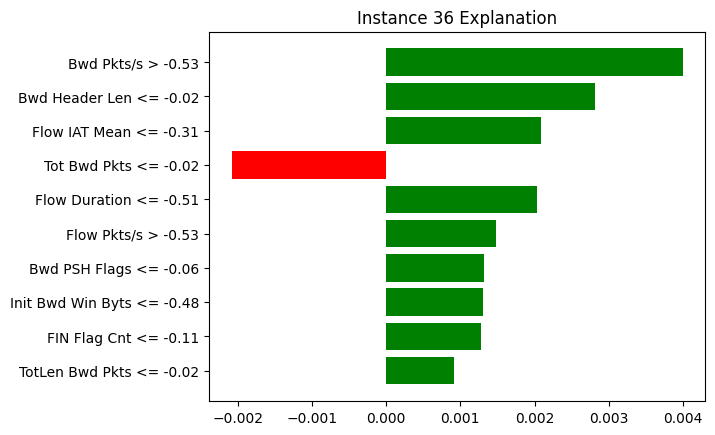 Instance 36 Explanation
Bwd Pkts/s > -0.53
Bwd Header Len <= -0.02
Flow IAT Mean <= -0.31
Tot Bwd Pkts <= -0.02
Flow Duration <= -0.51
Flow Pkts/s > -0.53
Bwd PSH Flags <= -0.06
Init Bwd Win Byts <= -0.48
FIN Flag Cnt <= -0.11
TotLen Bwd Pkts <= -0.02
−0.002 −0.001 0.000 0.001 0.002 0.003 0.004